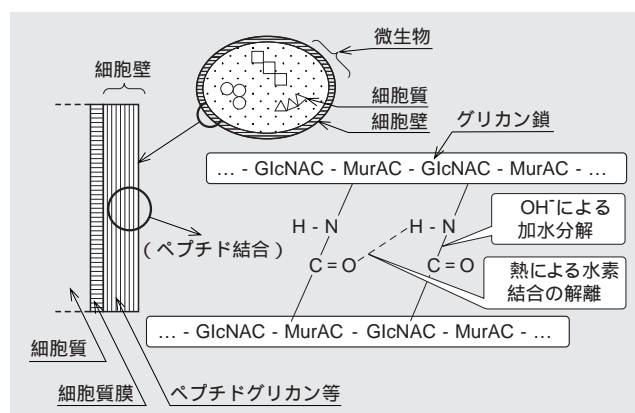 微生物
細胞壁
細胞質
細胞壁
グリカン鎖
… - GlcNAC - MurAC - GlcNAC - MurAC - …
H - N
H - N
OH⁻による
加水分解
(ペプチド結合)
C = O
C = O
熱による水素
結合の解離
… - GlcNAC - MurAC - GlcNAC - MurAC - …
細胞質
細胞質膜
ペプチドグリカン等